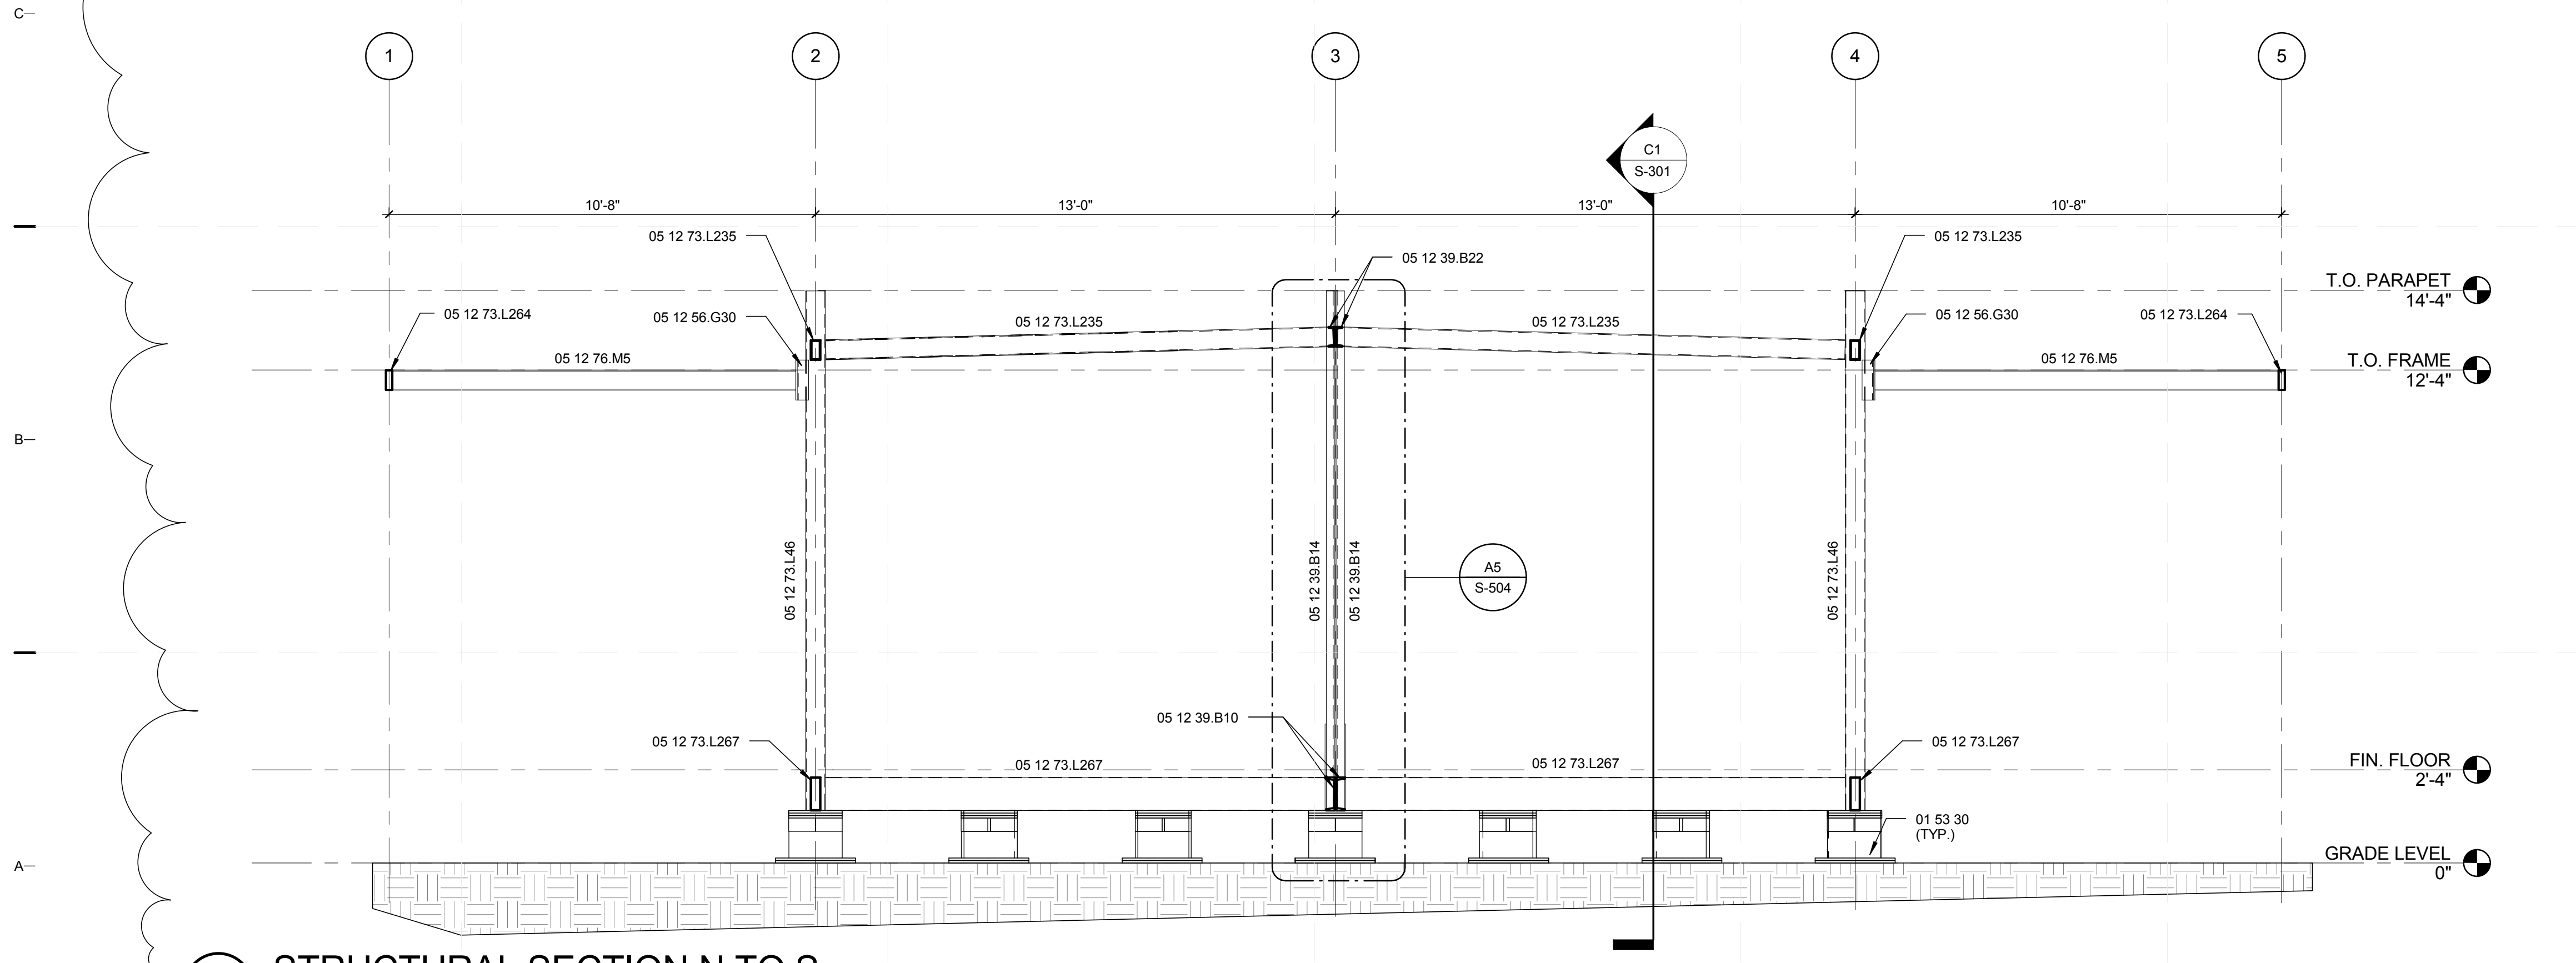 C
1
2
3
4
5
C1
S-301
10'-8"
13'-0"
13'-0"
10'-8"
05 12 73.L235
05 12 73.L235
05 12 39.B22
T.O. PARAPET
14'-4"
05 12 73.L264
05 12 56.G30
05 12 73.L235
05 12 73.L235
05 12 56.G30
05 12 73.L264
05 12 76.M5
05 12 76.M5
T.O. FRAME
12'-4"
B
05 12 73.L46
05 12 39.B14
05 12 39.B14
A5
S-504
05 12 73.L46
05 12 39.B10
05 12 73.L267
05 12 73.L267
05 12 73.L267
05 12 73.L267
FIN. FLOOR
2'-4"
01 53 30
(TYP.)
A
GRADE LEVEL
0"
STRUCTURAL SECTION N TO S